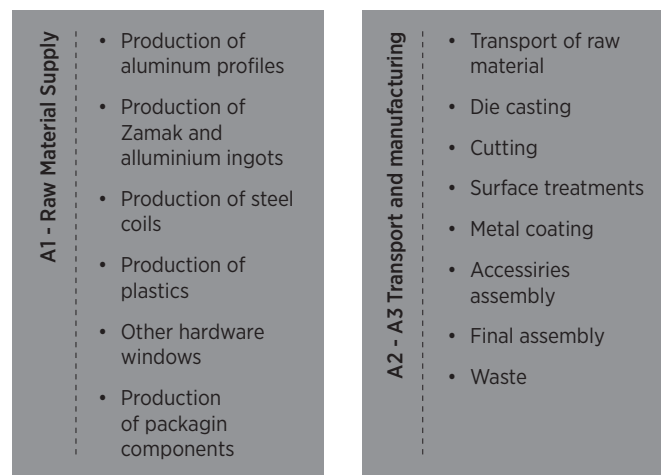 A1 - Raw Material Supply
• Production of
aluminum profiles
• Production of
Zamak and
alluminium ingots
• Production of steel
coils
• Production of
plastics
• Other hardware
windows
• Production
of packagin
components
A2 - A3 Transport and manufacturing
• Transport of raw
material
• Die casting
• Cutting
• Surface treatments
• Metal coating
• Accessiries
assembly
• Final assembly
• Waste